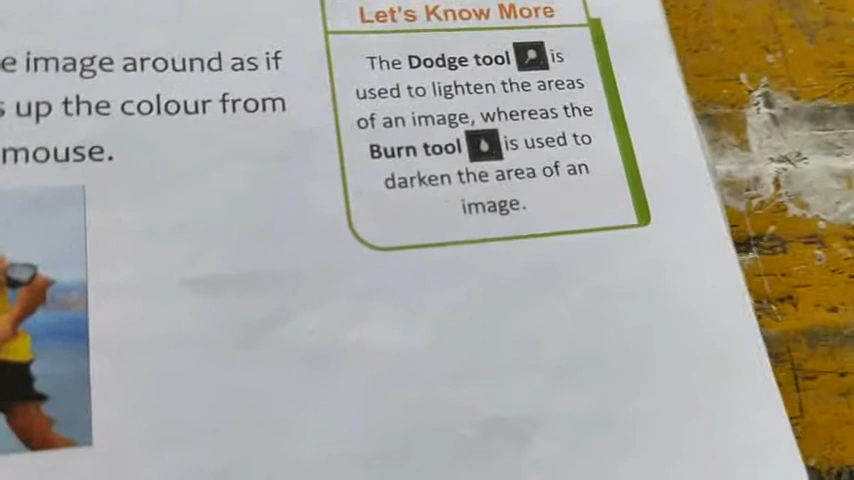 e image around as if
s up the colour from
mouse.
Let's Know More
The Dodge tool is
used to lighten the areas
of an image, whereas the
Burn tool is used to
darken the area of an
image.